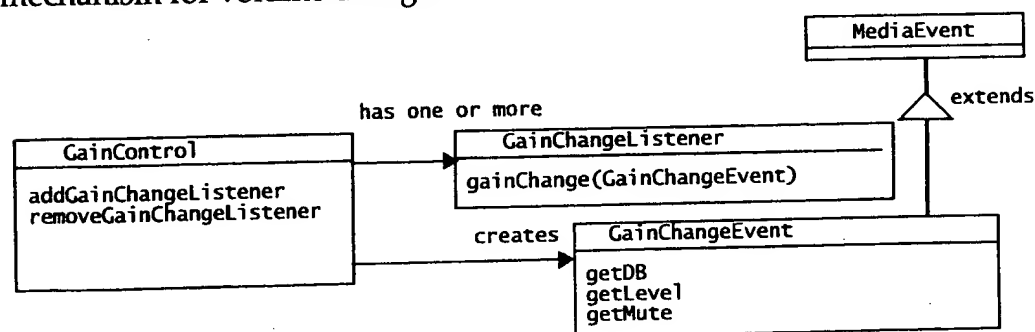 MediaEvent
extends
has one or more
GainControl
addGainChangeListener
removeGainChangeListener
GainChangeListener
gainChange(GainChangeEvent)
creates
GainChangeEvent
getDB
getLevel
getMute